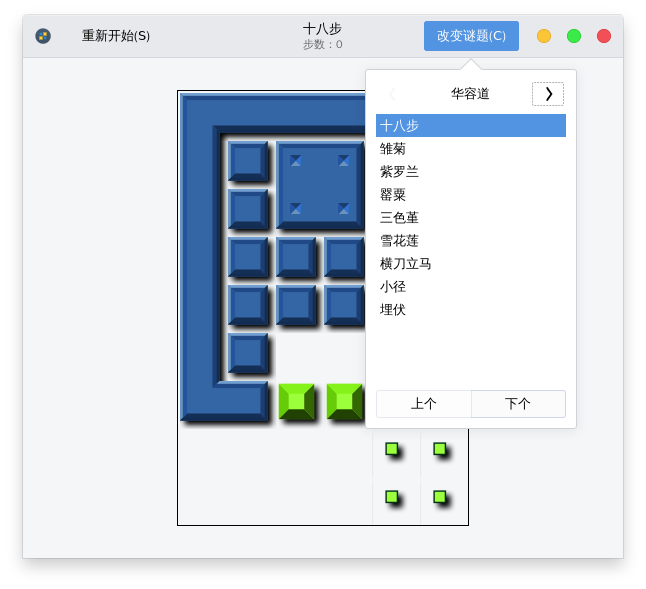 重新开始(S)
十八步
步数：0
改变谜题(C)
华容道
十八步
雏菊
紫罗兰
罂粟
三色堇
雪花莲
横刀立马
小径
埋伏
上个
下个